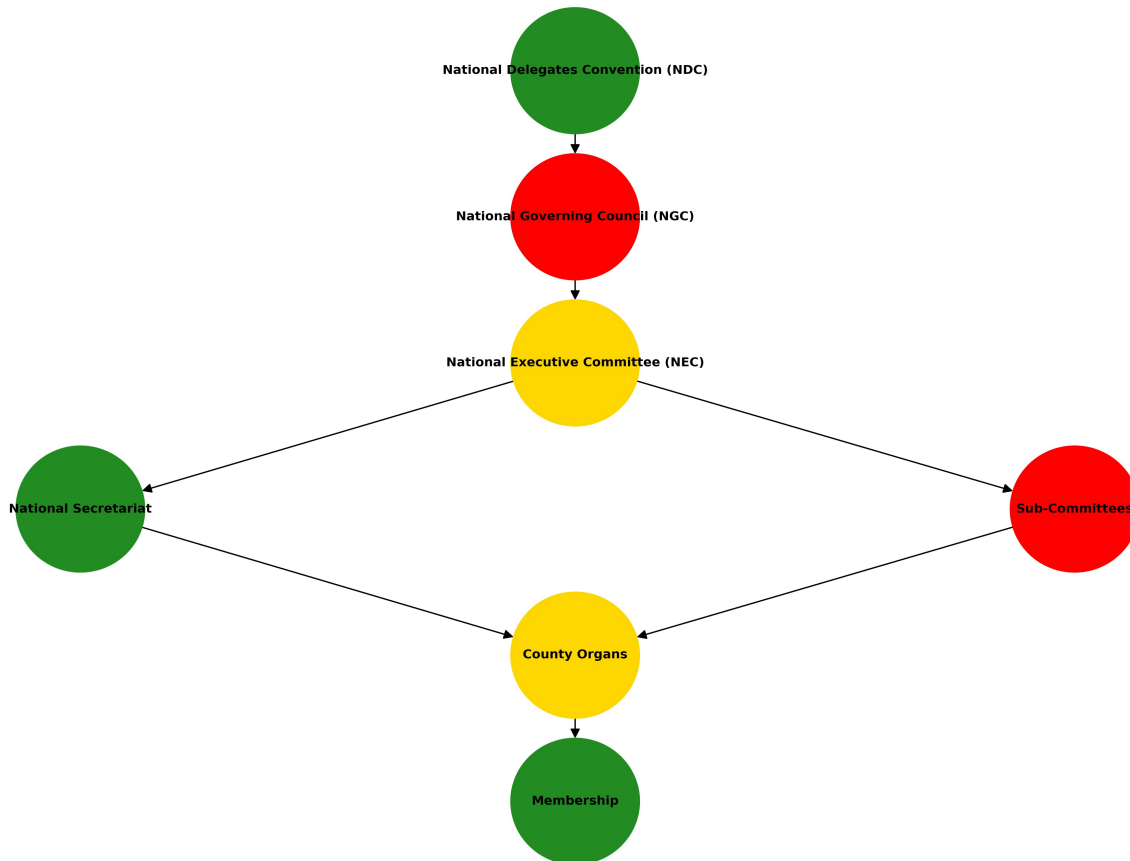 National Delegates Convention (NDC)
National Governing Council (NGC)
National Executive Committee (NEC)
National Secretariat
Sub-Committees
County Organs
Membership